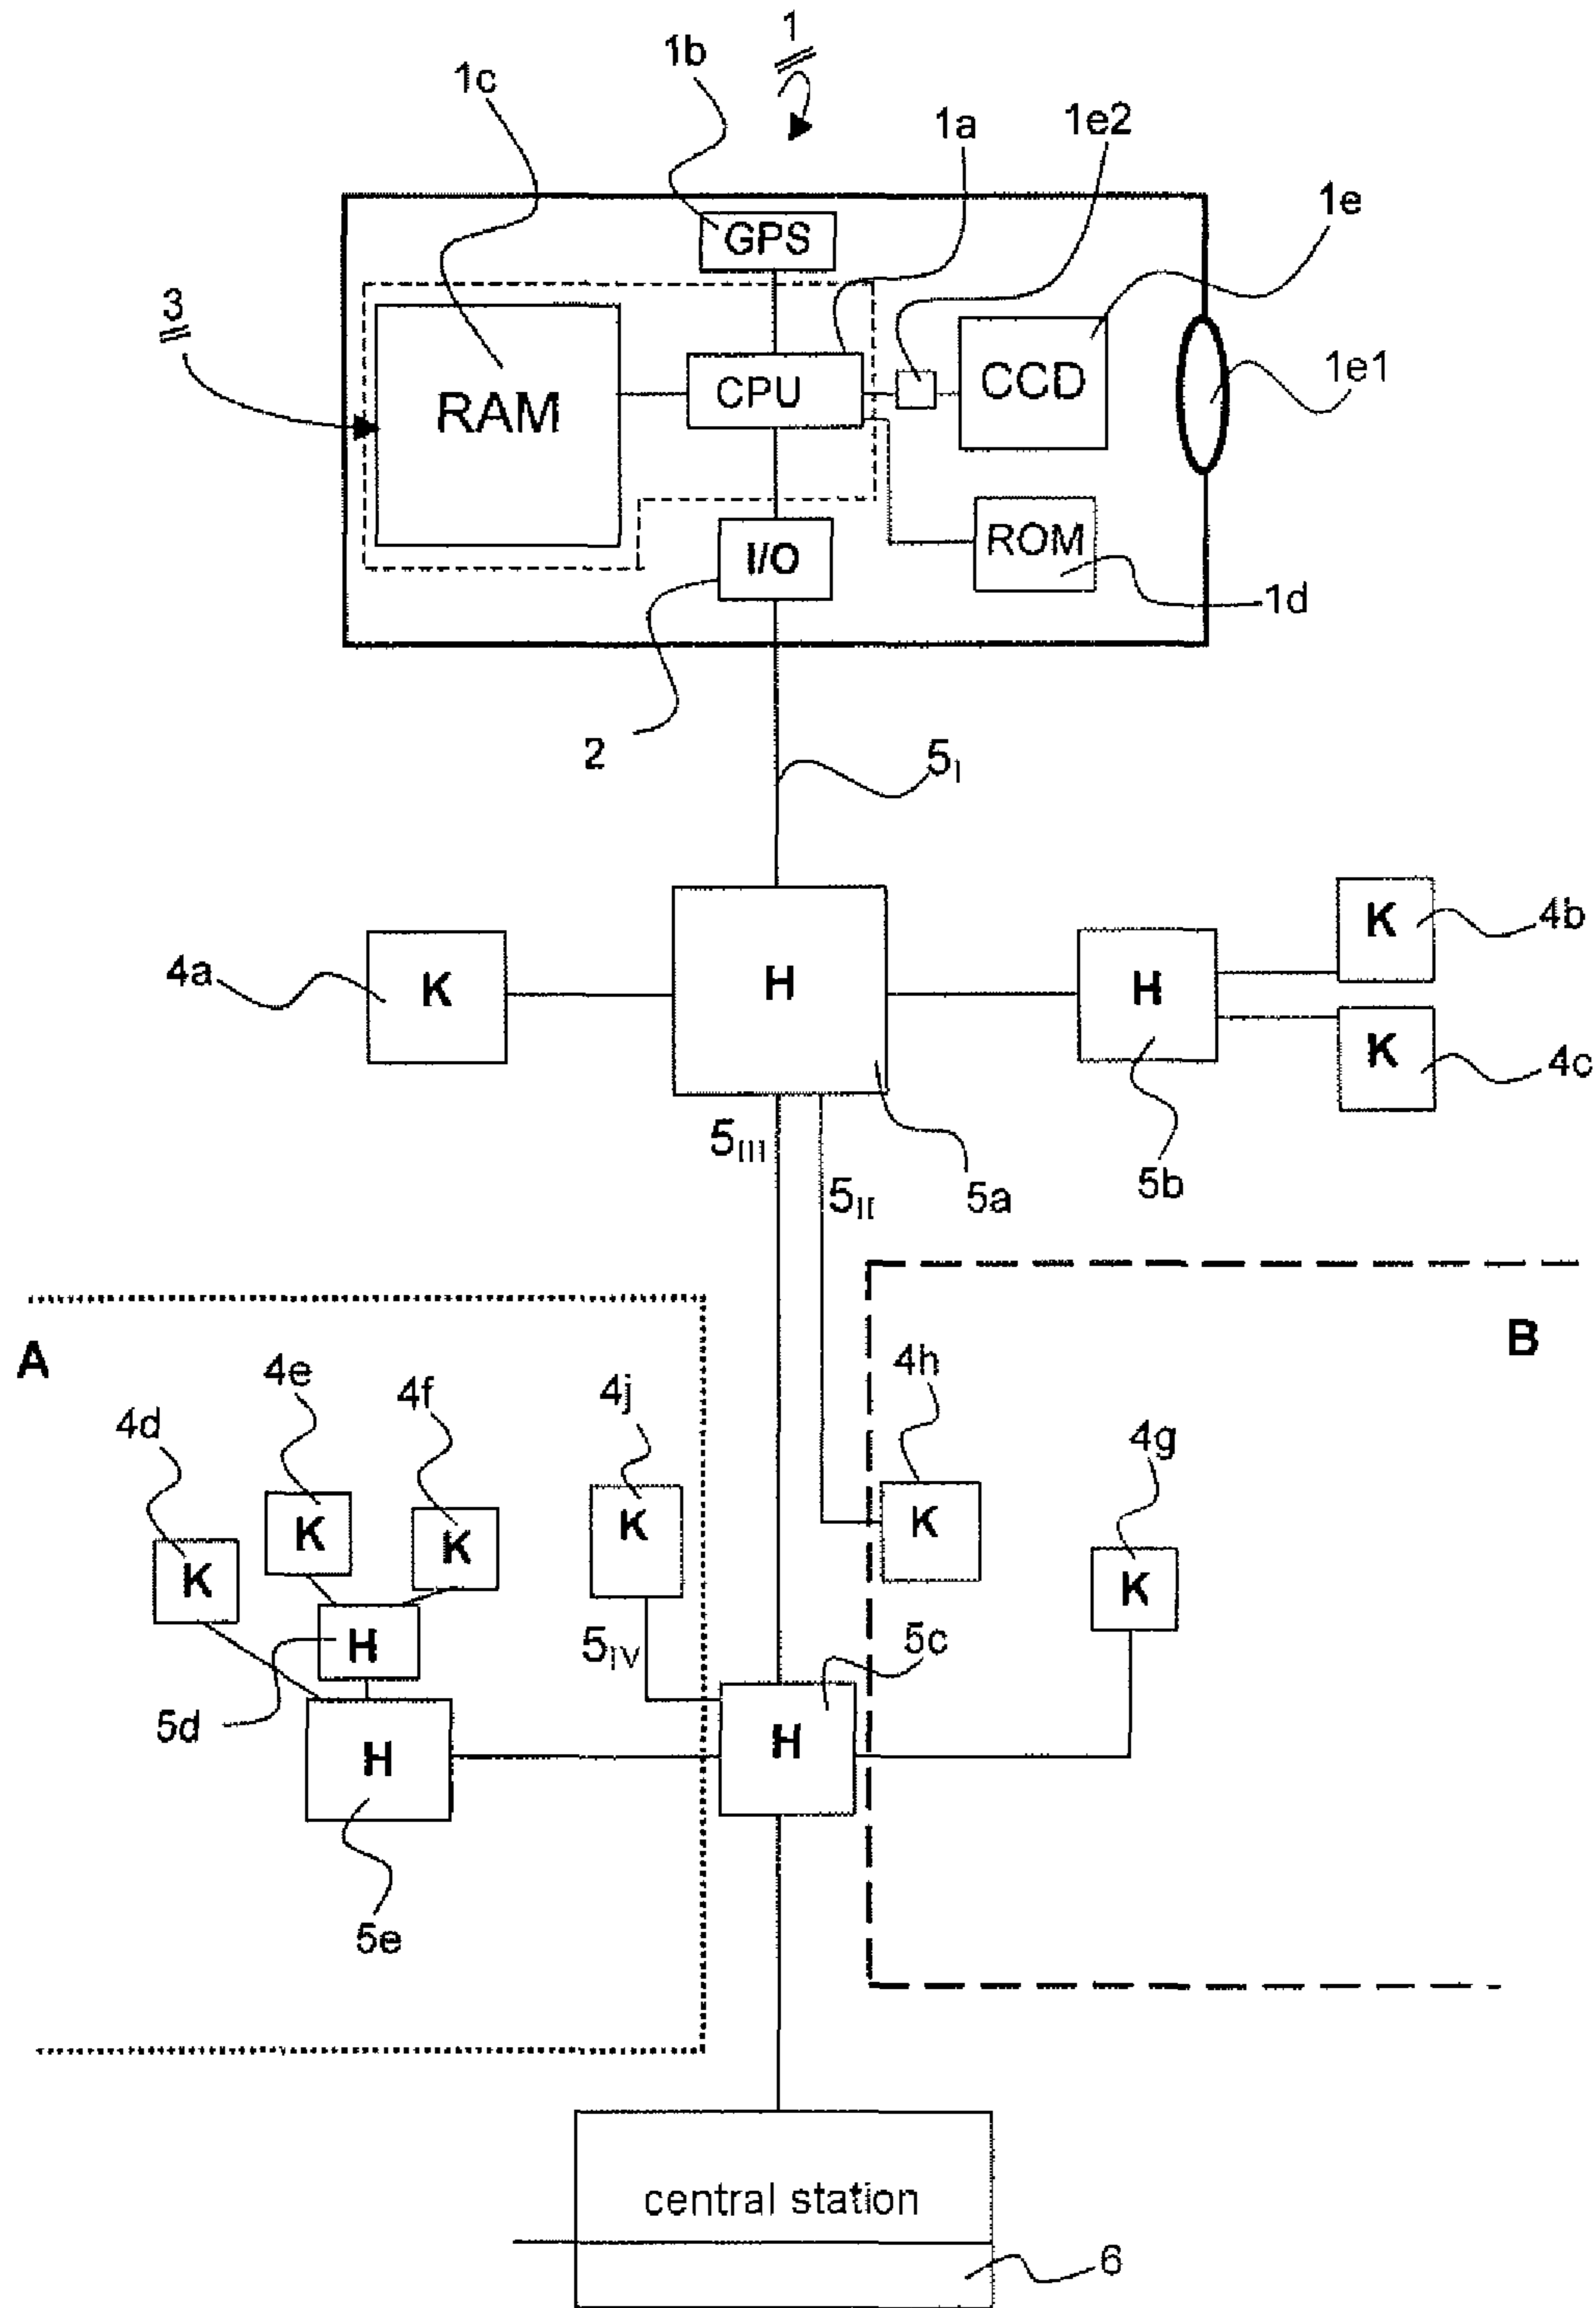 1
1b
1c
1a
1e2
1e
GPS
3
RAM
CPU
CCD
1e1
I/O
ROM
1d
2
5I
K
4b
4a
K
H
H
K
4c
5III
5II
5a
5b
A
B
4e
4f
4j
4h
4d
4g
K
K
K
K
K
K
5IV
5c
H
5d
H
H
5e
central station
6